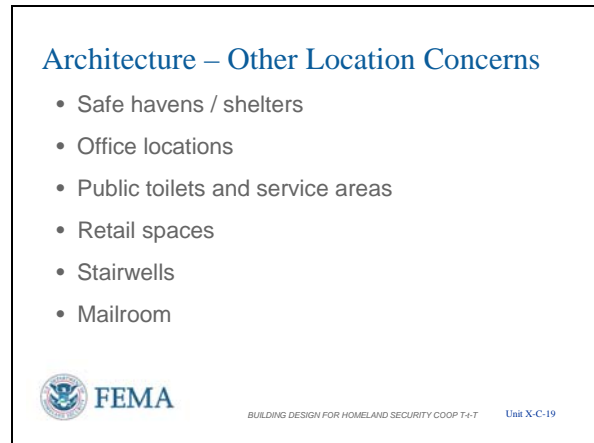 Architecture – Other Location Concerns
• Safe havens / shelters
• Office locations
• Public toilets and service areas
• Retail spaces
• Stairwells
• Mailroom
FEMA
BUILDING DESIGN FOR HOMELAND SECURITY COOP T-t-T
Unit X-C-19